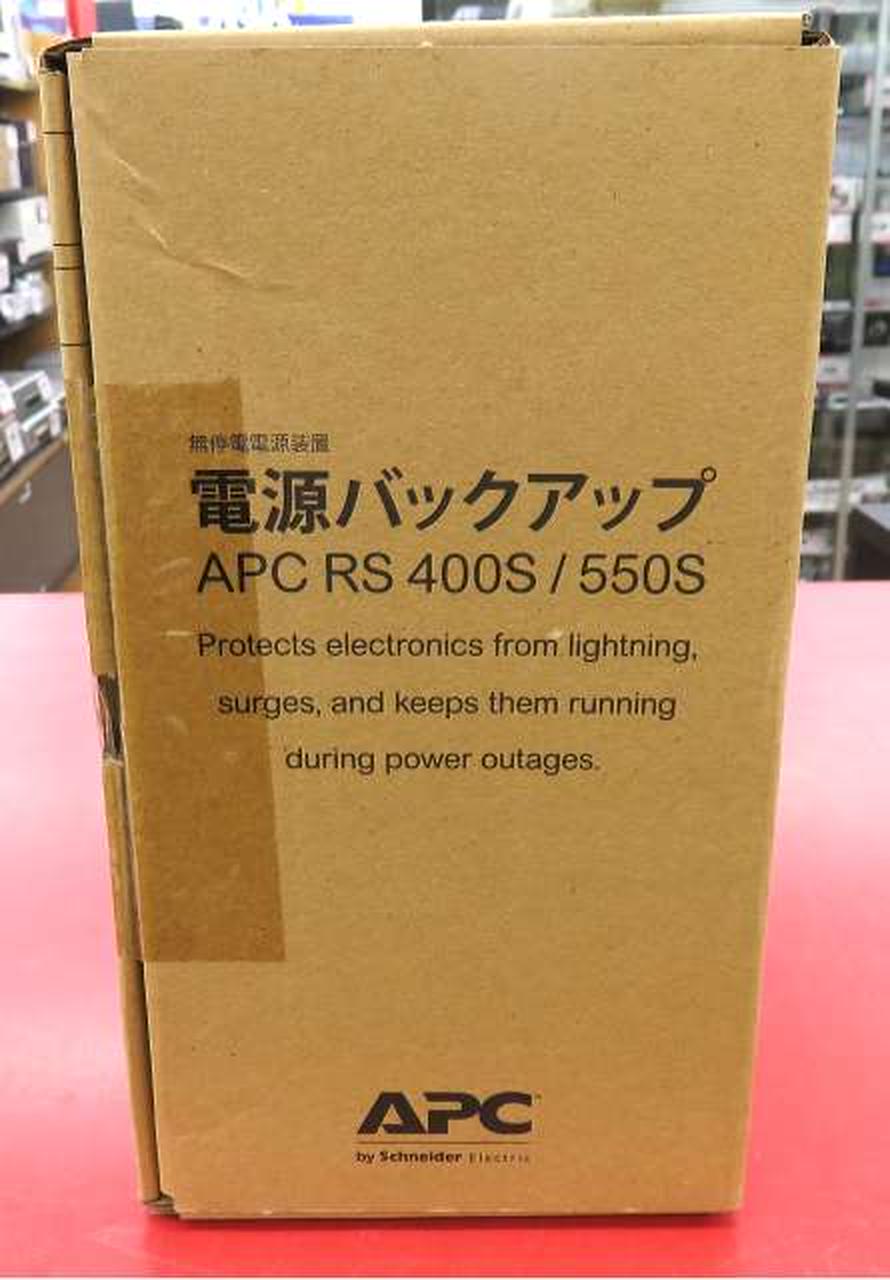 無停電電源装置
電源バックアップ
APC RS 400S / 550S
Protects electronics from lightning,
surges, and keeps them running
during power outages.
APC™
by Schneider Electric